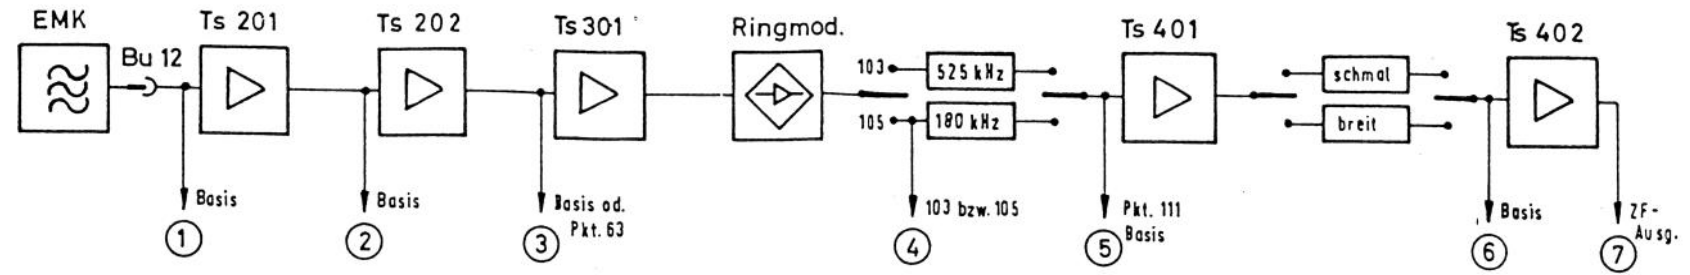 EMK
Bu 12
Ts 201
Ts 202
Ts 301
Ringmod.
103
525 kHz
105
180 kHz
Ts 401
schmal
breit
Ts 402
Basis
1
Basis
2
Basis od.
Pkt. 63
3
103 bzw. 105
4
Pkt. 111
Basis
5
Basis
6
ZF-
Ausg.
7